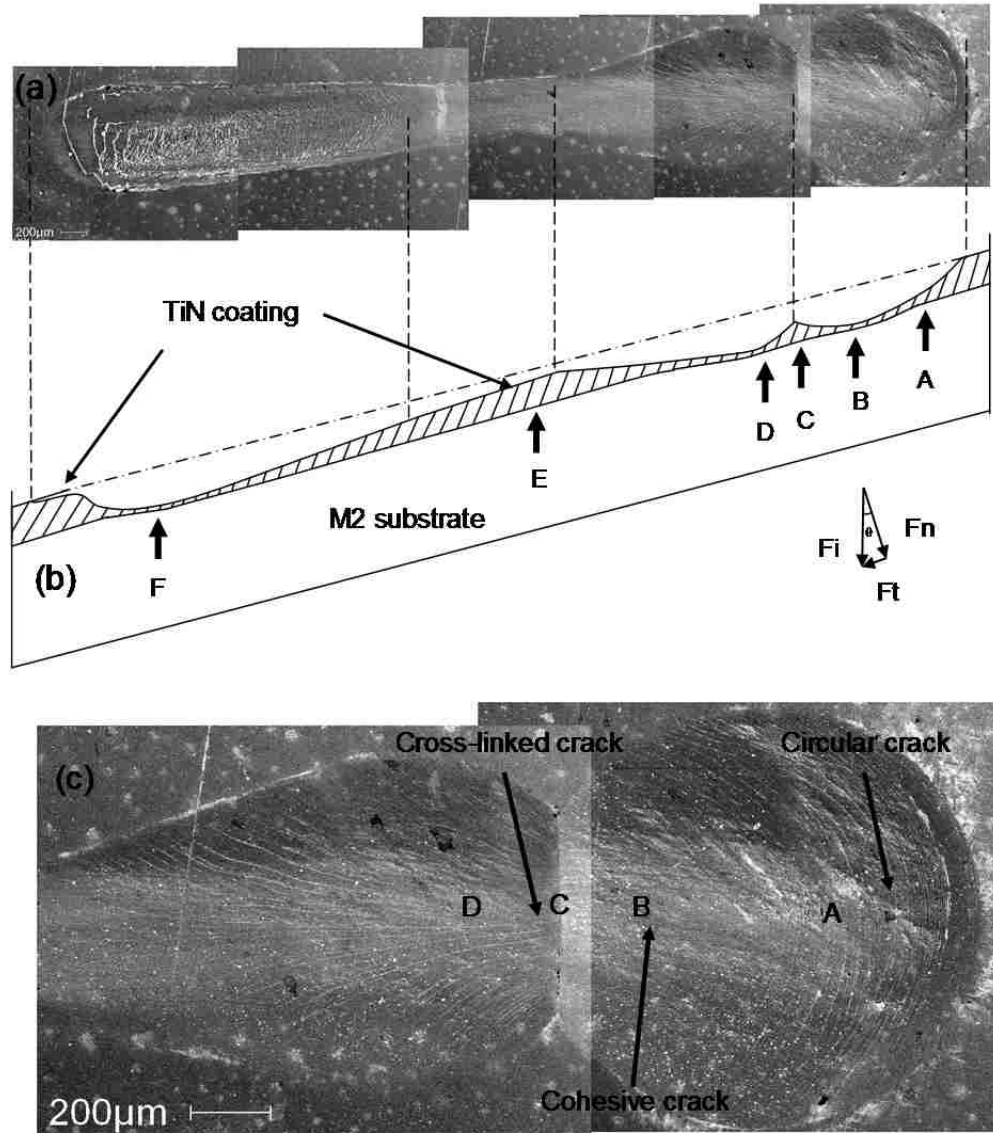 (a)
200µm
TiN coating
A
B
C
D
E
F
M2 substrate
θ
Fn
Fi
Ft
(b)
(c)
Cross-linked crack
Circular crack
D
C
B
A
Cohesive crack
200µm